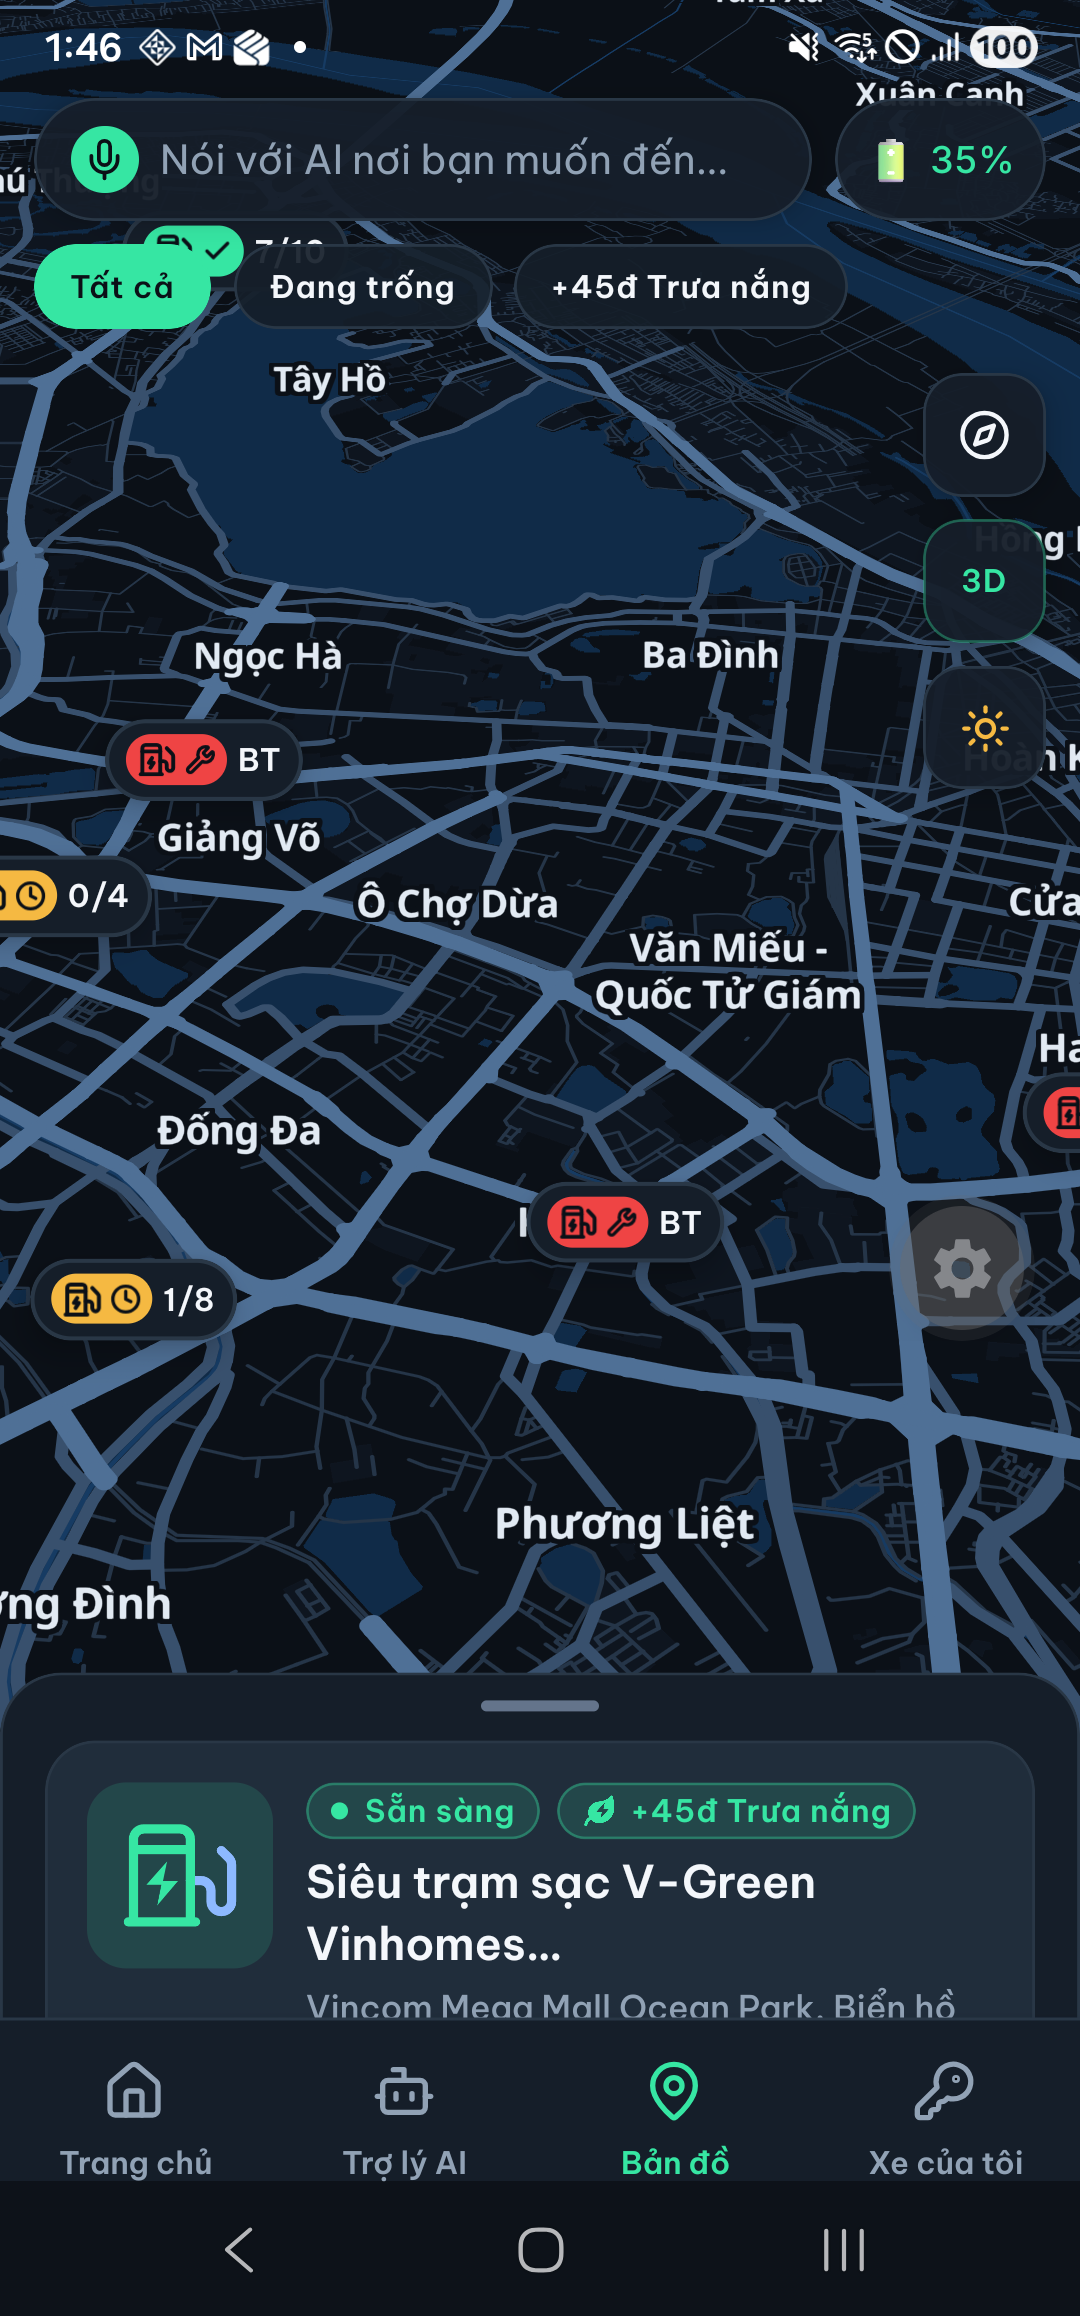 1:46
100
Xuân Canh
Nói với AI nơi bạn muốn đến...
35%
7/10
Tất cả
Đang trống
+45đ Trưa nắng
Tây Hồ
3D
Ngọc Hà
Ba Đình
BT
Giảng Võ
0/4
Ô Chợ Dừa
Cửa
Văn Miếu -
Quốc Tử Giám
Đống Đa
BT
1/8
Phương Liệt
Đình
Sẵn sàng
+45đ Trưa nắng
Siêu trạm sạc V-Green
Vinhomes...
Vincom Mega Mall Ocean Park, Biển hồ
Trang chủ
Trợ lý AI
Bản đồ
Xe của tôi